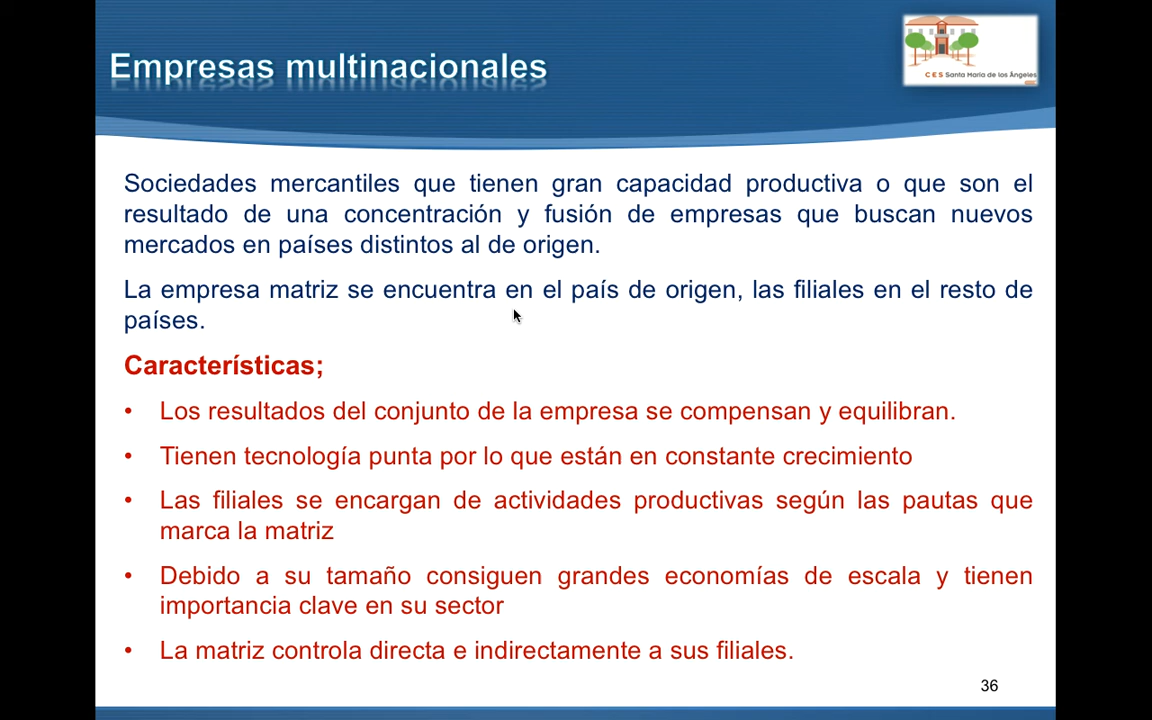 Empresas multinacionales
CES Santa María de los Ángeles
Sociedades mercantiles que tienen gran capacidad productiva o que son el
resultado de una concentración y fusión de empresas que buscan nuevos
mercados en países distintos al de origen.
La empresa matriz se encuentra en el país de origen, las filiales en el resto de
países.
Características;
• Los resultados del conjunto de la empresa se compensan y equilibran.
• Tienen tecnología punta por lo que están en constante crecimiento
• Las filiales se encargan de actividades productivas según las pautas que
marca la matriz
• Debido a su tamaño consiguen grandes economías de escala y tienen
importancia clave en su sector
• La matriz controla directa e indirectamente a sus filiales.
36